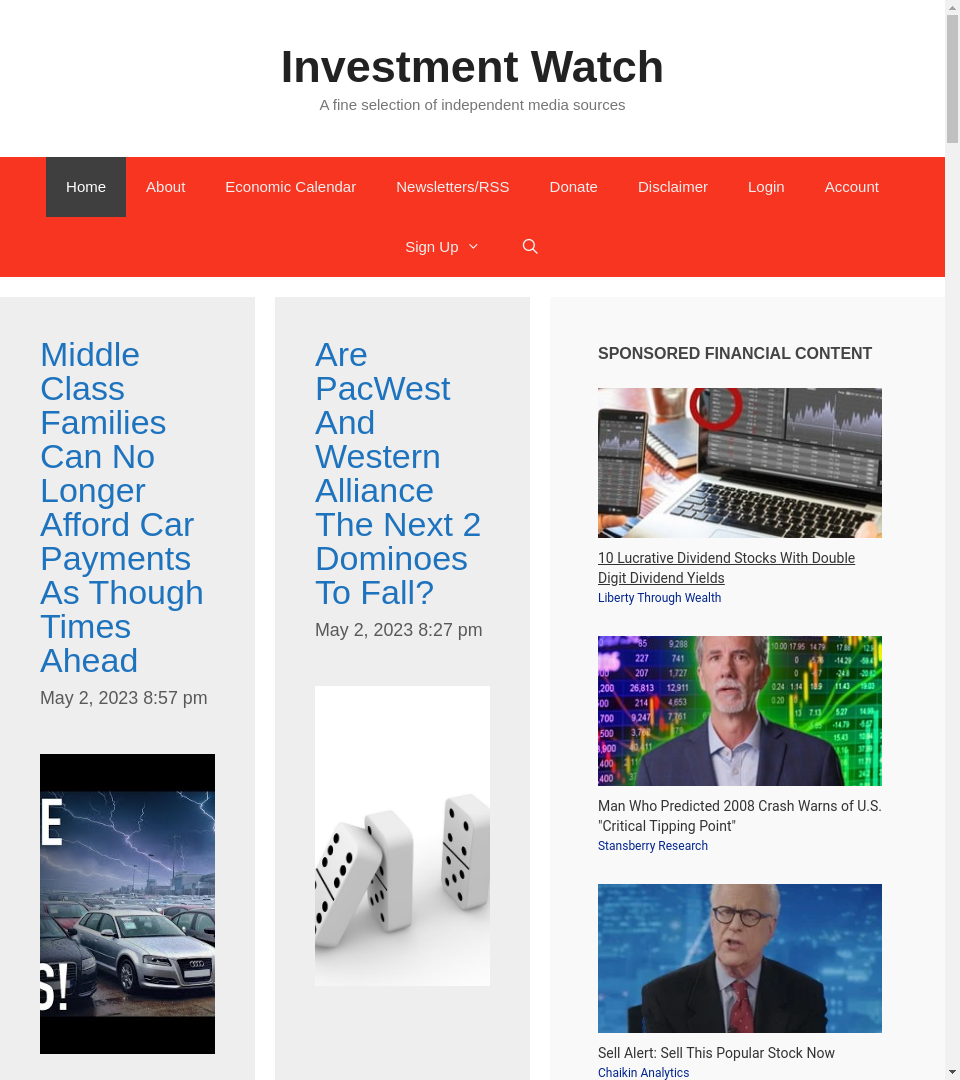 Investment Watch
A fine selection of independent media sources
Home
About
Economic Calendar
Newsletters/RSS
Donate
Disclaimer
Login
Account
Sign Up
Middle
Class
Families
Can No
Longer
Afford Car
Payments
As Though
Times
Ahead
May 2, 2023 8:57 pm
E
S!
Are
PacWest
And
Western
Alliance
The Next 2
Dominoes
To Fall?
May 2, 2023 8:27 pm
SPONSORED FINANCIAL CONTENT
10 Lucrative Dividend Stocks With Double
Digit Dividend Yields
Liberty Through Wealth
Man Who Predicted 2008 Crash Warns of U.S.
"Critical Tipping Point"
Stansberry Research
Sell Alert: Sell This Popular Stock Now
Chaikin Analytics